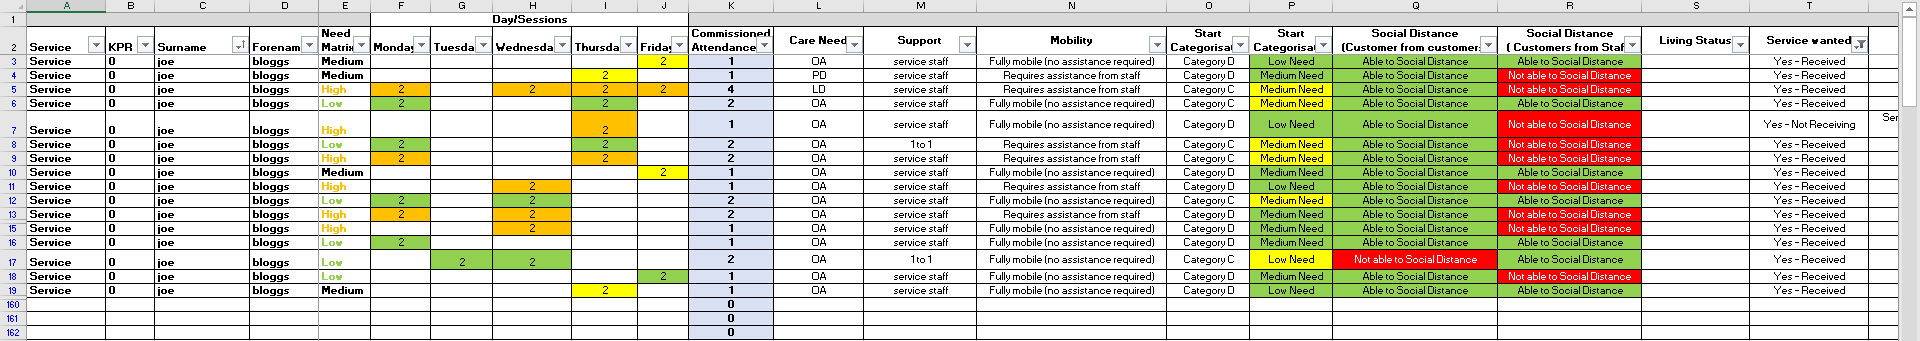 A B C D E F G H I J K L M N O P Q R S T
1 Day/Sessions
2 Service KPR Surname Forenam Need Matrix Monday Tuesda Wednesda Thursda Friday Commissioned Attendance Care Need Support Mobility Start Categorisat Start Categorisat Social Distance (Customer from customers Social Distance ( Customers from Staf Living Status Service wanted
3 Service 0 joe bloggs Medium 2 1 OA service staff Fully mobile (no assistance required) Category D Low Need Able to Social Distance Able to Social Distance Yes - Received
4 Service 0 joe bloggs Medium 2 1 PD service staff Requires assistance from staff Category D Medium Need Able to Social Distance Not able to Social Distance Yes - Received
5 Service 0 joe bloggs High 2 2 2 2 4 LD service staff Requires assistance from staff Category C Medium Need Able to Social Distance Not able to Social Distance Yes - Received
6 Service 0 joe bloggs Low 2 2 2 OA service staff Fully mobile (no assistance required) Category C Medium Need Able to Social Distance Able to Social Distance Yes - Received
7 Service 0 joe bloggs High 2 1 OA service staff Fully mobile (no assistance required) Category D Low Need Able to Social Distance Not able to Social Distance Yes - Not Receiving Ser
8 Service 0 joe bloggs Low 2 2 2 OA 1 to 1 Requires assistance from staff Category C Medium Need Able to Social Distance Not able to Social Distance Yes - Received
9 Service 0 joe bloggs High 2 2 2 OA service staff Requires assistance from staff Category C Medium Need Able to Social Distance Not able to Social Distance Yes - Received
10 Service 0 joe bloggs Medium 2 1 OA service staff Fully mobile (no assistance required) Category D Medium Need Able to Social Distance Able to Social Distance Yes - Received
11 Service 0 joe bloggs High 2 1 OA service staff Requires assistance from staff Category D Low Need Able to Social Distance Not able to Social Distance Yes - Received
12 Service 0 joe bloggs Low 2 2 2 OA service staff Fully mobile (no assistance required) Category C Medium Need Able to Social Distance Able to Social Distance Yes - Received
13 Service 0 joe bloggs High 2 2 2 OA service staff Requires assistance from staff Category D Medium Need Able to Social Distance Not able to Social Distance Yes - Received
15 Service 0 joe bloggs High 2 1 OA service staff Fully mobile (no assistance required) Category D Medium Need Able to Social Distance Not able to Social Distance Yes - Received
16 Service 0 joe bloggs Low 2 1 OA service staff Fully mobile (no assistance required) Category D Medium Need Able to Social Distance Able to Social Distance Yes - Received
17 Service 0 joe bloggs Low 2 2 2 OA 1 to 1 Fully mobile (no assistance required) Category C Low Need Not able to Social Distance Able to Social Distance Yes - Received
18 Service 0 joe bloggs Low 2 1 OA service staff Fully mobile (no assistance required) Category D Medium Need Able to Social Distance Not able to Social Distance Yes - Received
19 Service 0 joe bloggs Medium 2 1 OA service staff Fully mobile (no assistance required) Category D Low Need Able to Social Distance Able to Social Distance Yes - Received
160 0
161 0
162 0